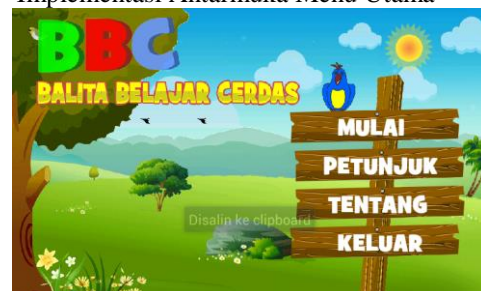 Implementasi Antarmuka Menu Utama
BBC
BALITA BELAJAR CERDAS
MULAI
PETUNJUK
TENTANG
KELUAR
Disalin ke clipboard